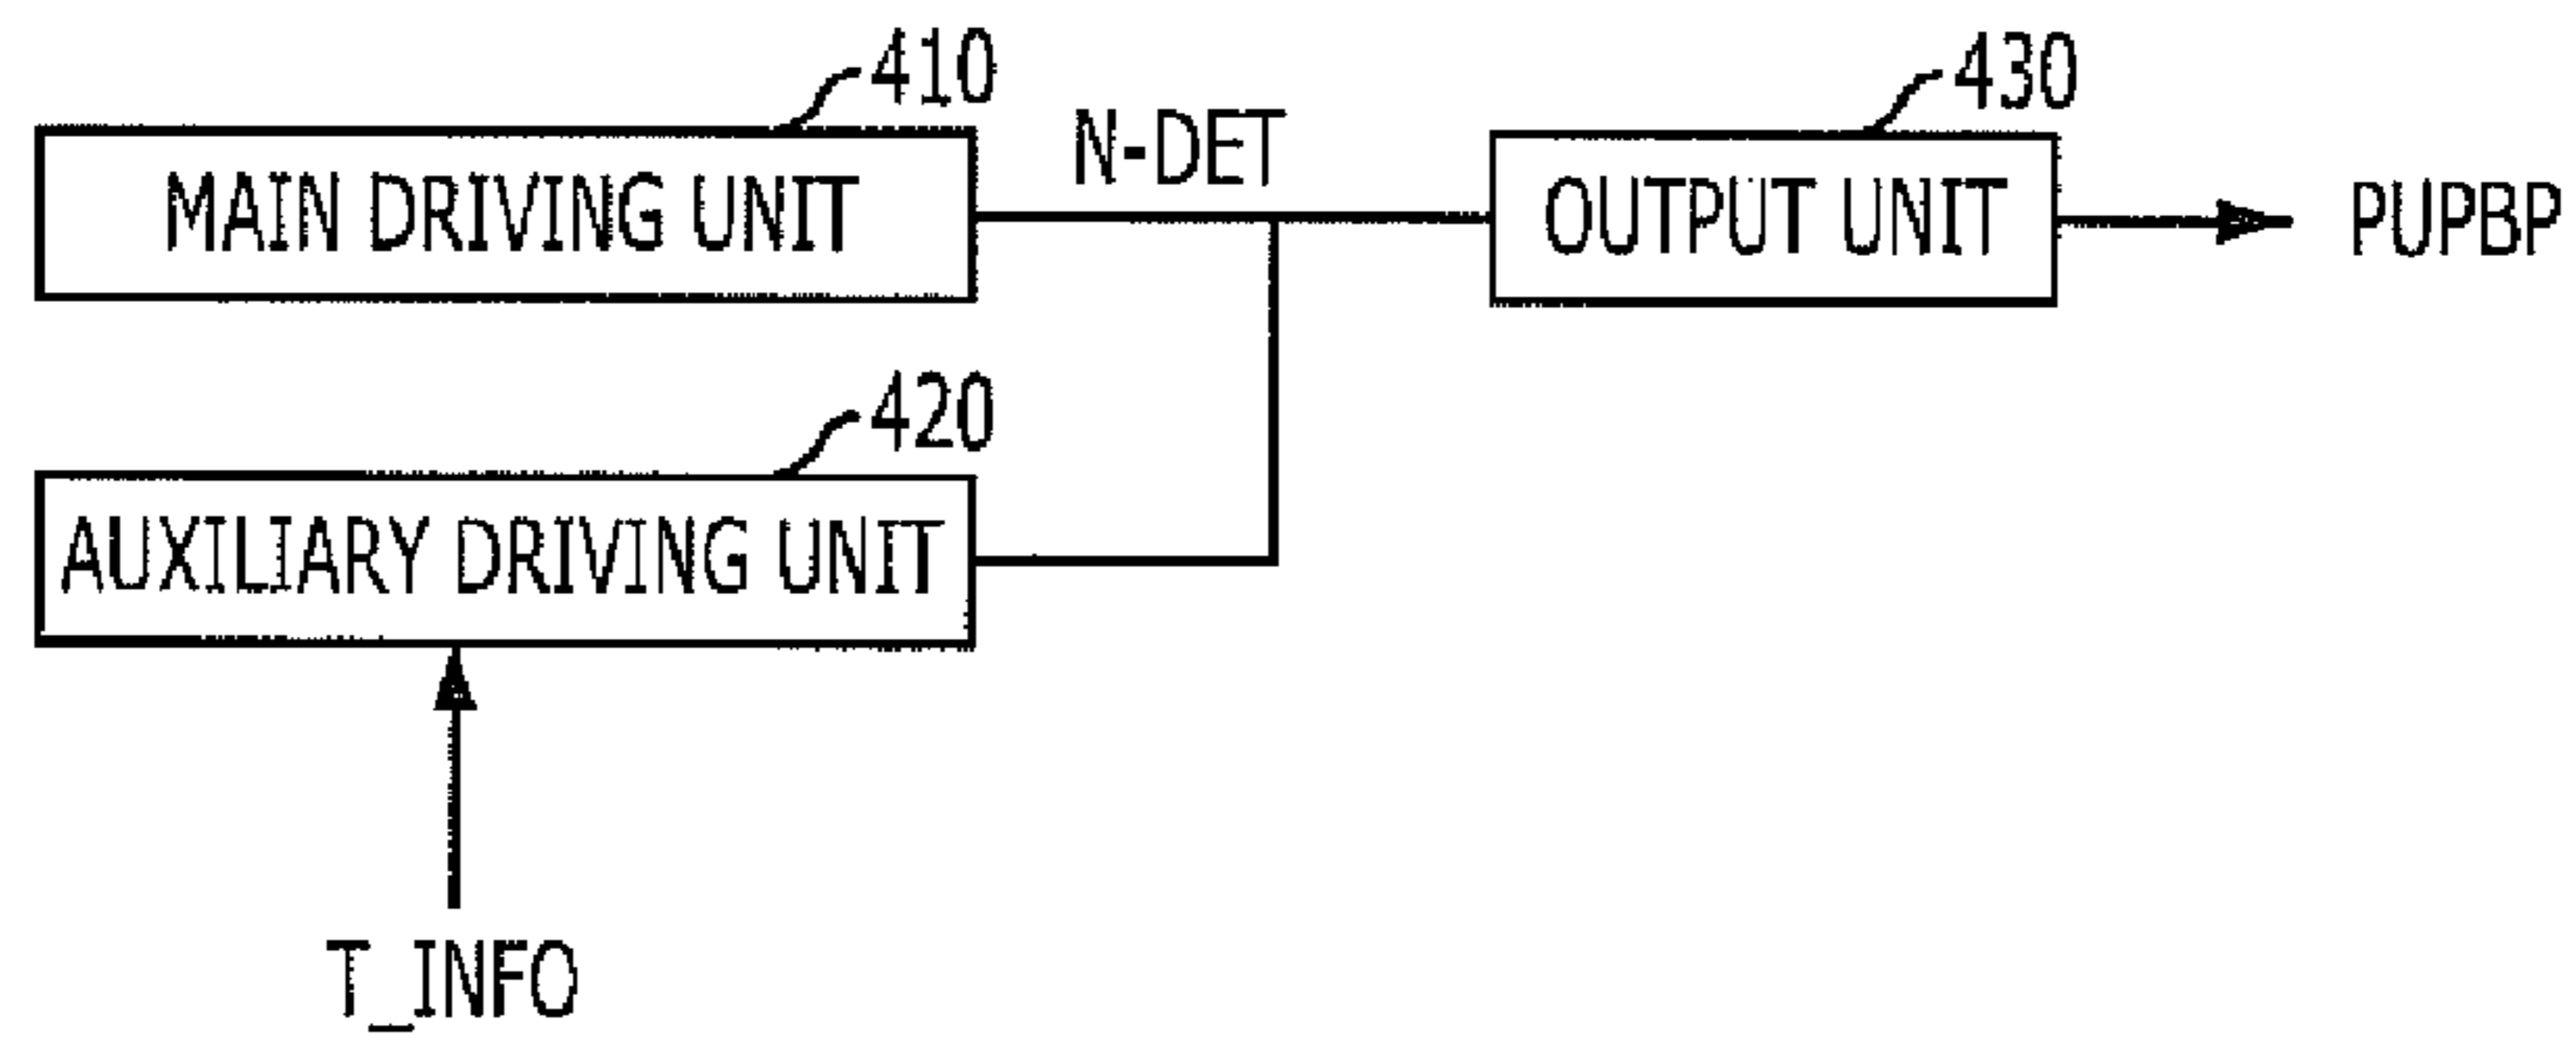 410
MAIN DRIVING UNIT
N-DET
430
OUTPUT UNIT
PUPBP
420
AUXILIARY DRIVING UNIT
T_INFO